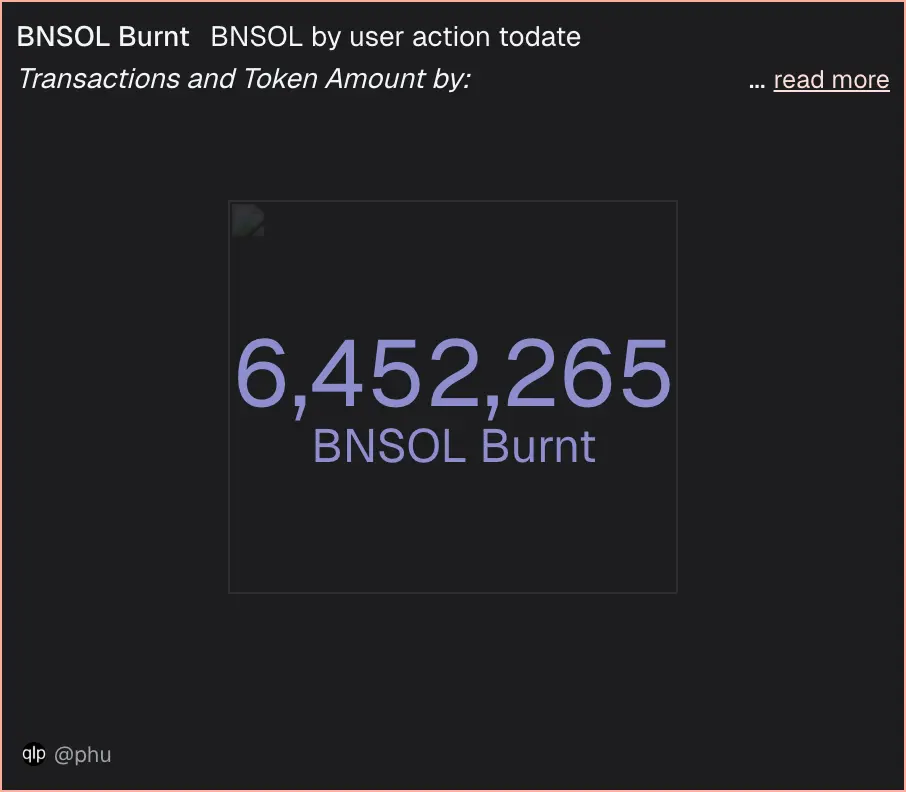 BNSOL Burnt BNSOL by user action todate
Transactions and Token Amount by: ... read more
6,452,265
BNSOL Burnt
qlp @phu